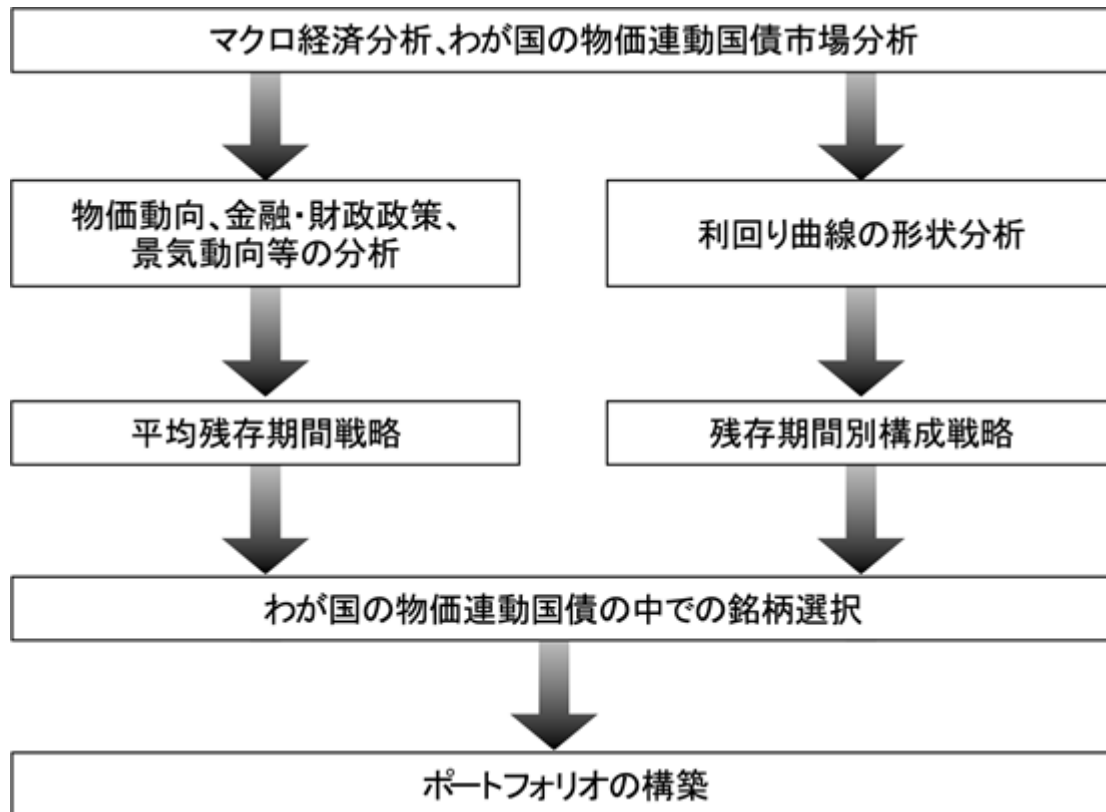 マクロ経済分析、わが国の物価連動国債市場分析
物価動向、金融・財政政策、
景気動向等の分析
利回り曲線の形状分析
平均残存期間戦略
残存期間別構成戦略
わが国の物価連動国債の中での銘柄選択
ポートフォリオの構築